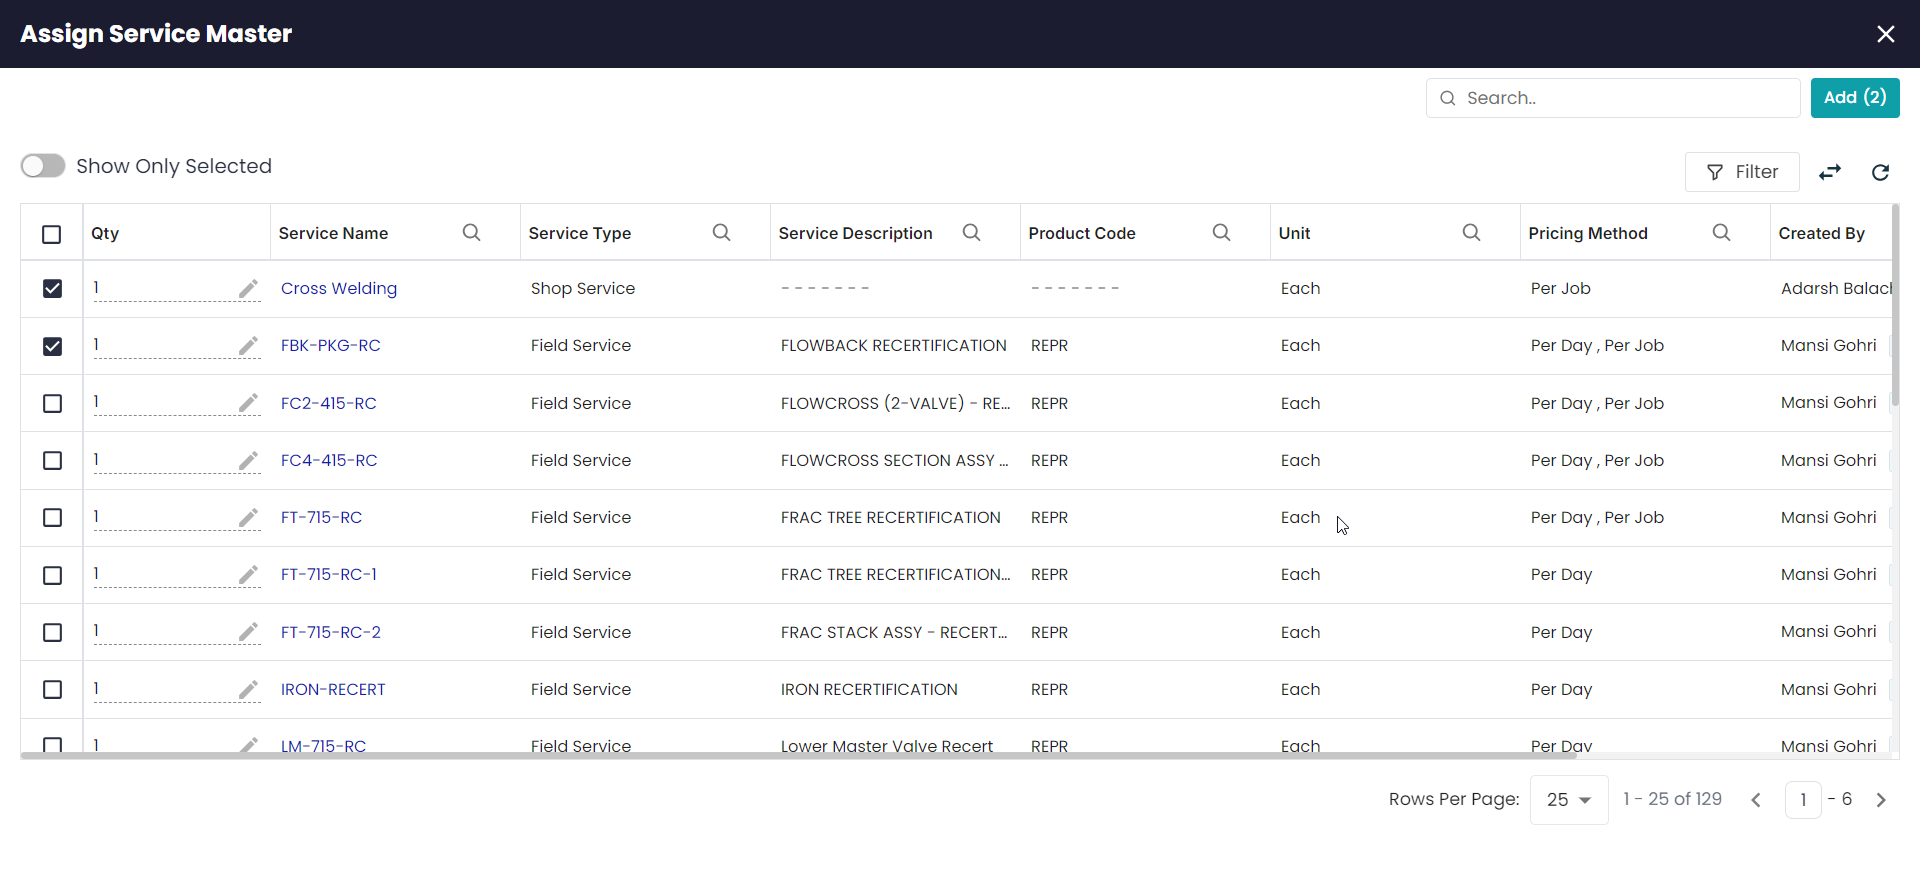 Assign Service Master
Search..
Add (2)
Show Only Selected
Filter
Qty Service Name Service Type Service Description Product Code Unit Pricing Method Created By
1 Cross Welding Shop Service - - - - - - - - - - - - - - Each Per Job Adarsh Balach
1 FBK-PKG-RC Field Service FLOWBACK RECERTIFICATION REPR Each Per Day , Per Job Mansi Gohri
1 FC2-415-RC Field Service FLOWCROSS (2-VALVE) - RE... REPR Each Per Day , Per Job Mansi Gohri
1 FC4-415-RC Field Service FLOWCROSS SECTION ASSY ... REPR Each Per Day , Per Job Mansi Gohri
1 FT-715-RC Field Service FRAC TREE RECERTIFICATION REPR Each Per Day , Per Job Mansi Gohri
1 FT-715-RC-1 Field Service FRAC TREE RECERTIFICATION... REPR Each Per Day Mansi Gohri
1 FT-715-RC-2 Field Service FRAC STACK ASSY - RECERT... REPR Each Per Day Mansi Gohri
1 IRON-RECERT Field Service IRON RECERTIFICATION REPR Each Per Day Mansi Gohri
1 LM-715-RC Field Service Lower Master Valve Recert REPR Each Per Day Mansi Gohri
Rows Per Page: 25 1 - 25 of 129 1 - 6